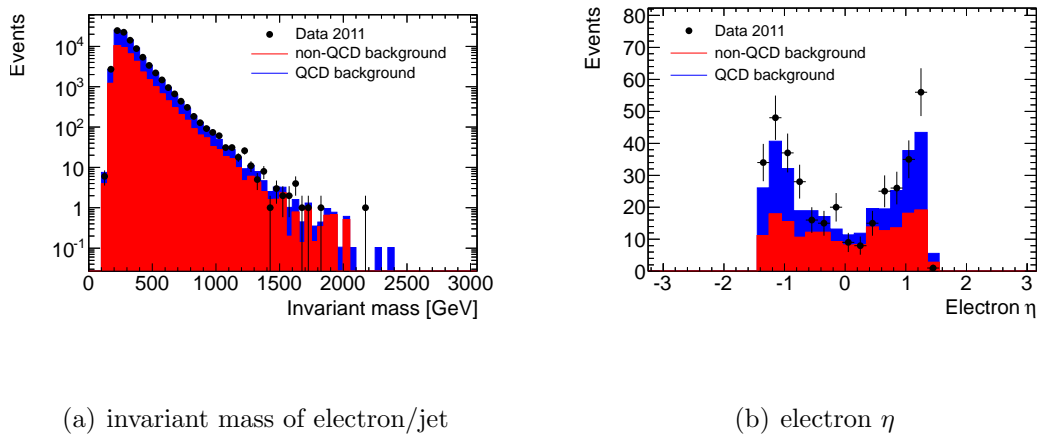 Events
10⁴
10³
10²
10
1
10⁻¹
Data 2011
non-QCD background
QCD background
0 500 1000 1500 2000 2500 3000
Invariant mass [GeV]
(a) invariant mass of electron/jet
Events
80
70
60
50
40
30
20
10
0
Data 2011
non-QCD background
QCD background
-3 -2 -1 0 1 2 3
Electron η
(b) electron η